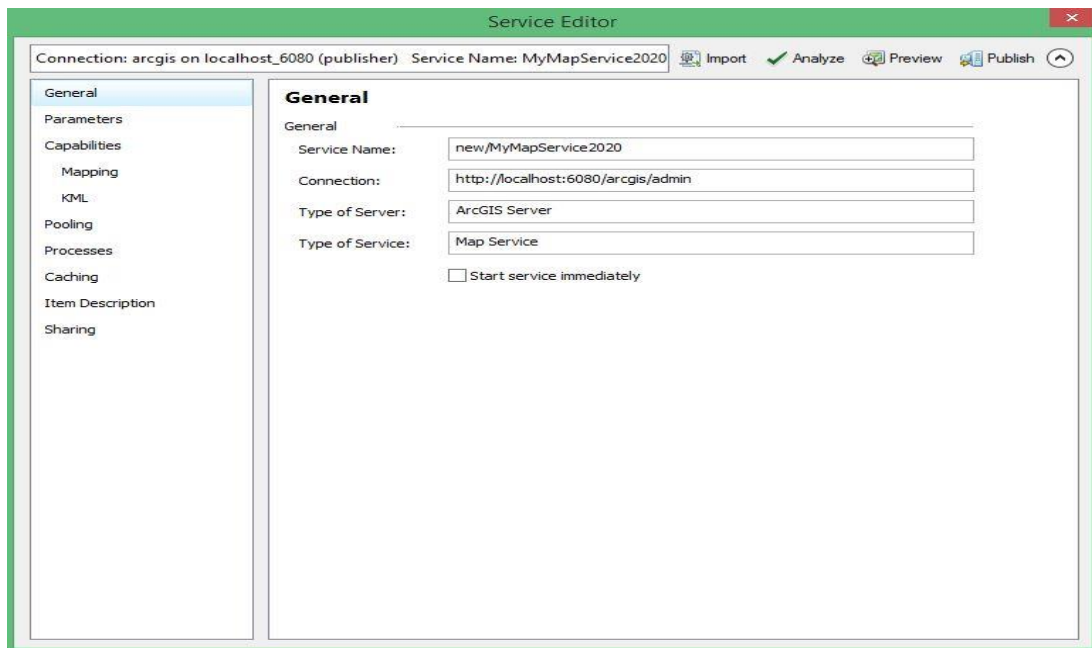 Service Editor
Connection: arcgis on localhost_6080 (publisher) Service Name: MyMapService2020
Import
Analyze
Preview
Publish
General
Parameters
Capabilities
Mapping
KML
Pooling
Processes
Caching
Item Description
Sharing
General
General
Service Name: new/MyMapService2020
Connection: http://localhost:6080/arcgis/admin
Type of Server: ArcGIS Server
Type of Service: Map Service
Start service immediately